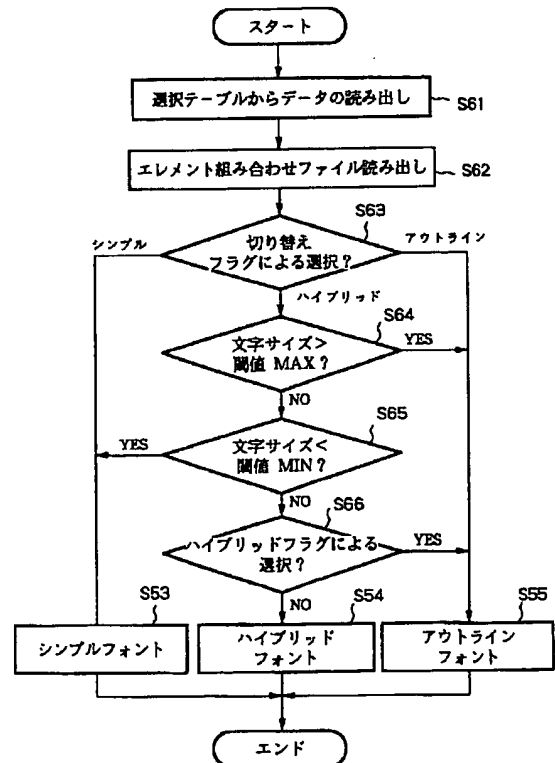 スタート
選択テーブルからデータの読み出し
S61
エレメント組み合わせファイル読み出し
S62
S63
シンプル
切り替え
フラグによる選択？
アウトライン
ハイブリッド
S64
文字サイズ＞
閾値 MAX？
YES
NO
S65
YES
文字サイズ＜
閾値 MIN？
NO
S66
ハイブリッドフラグによる
選択？
YES
NO
S53
シンプルフォント
S54
ハイブリッド
フォント
S55
アウトライン
フォント
エンド